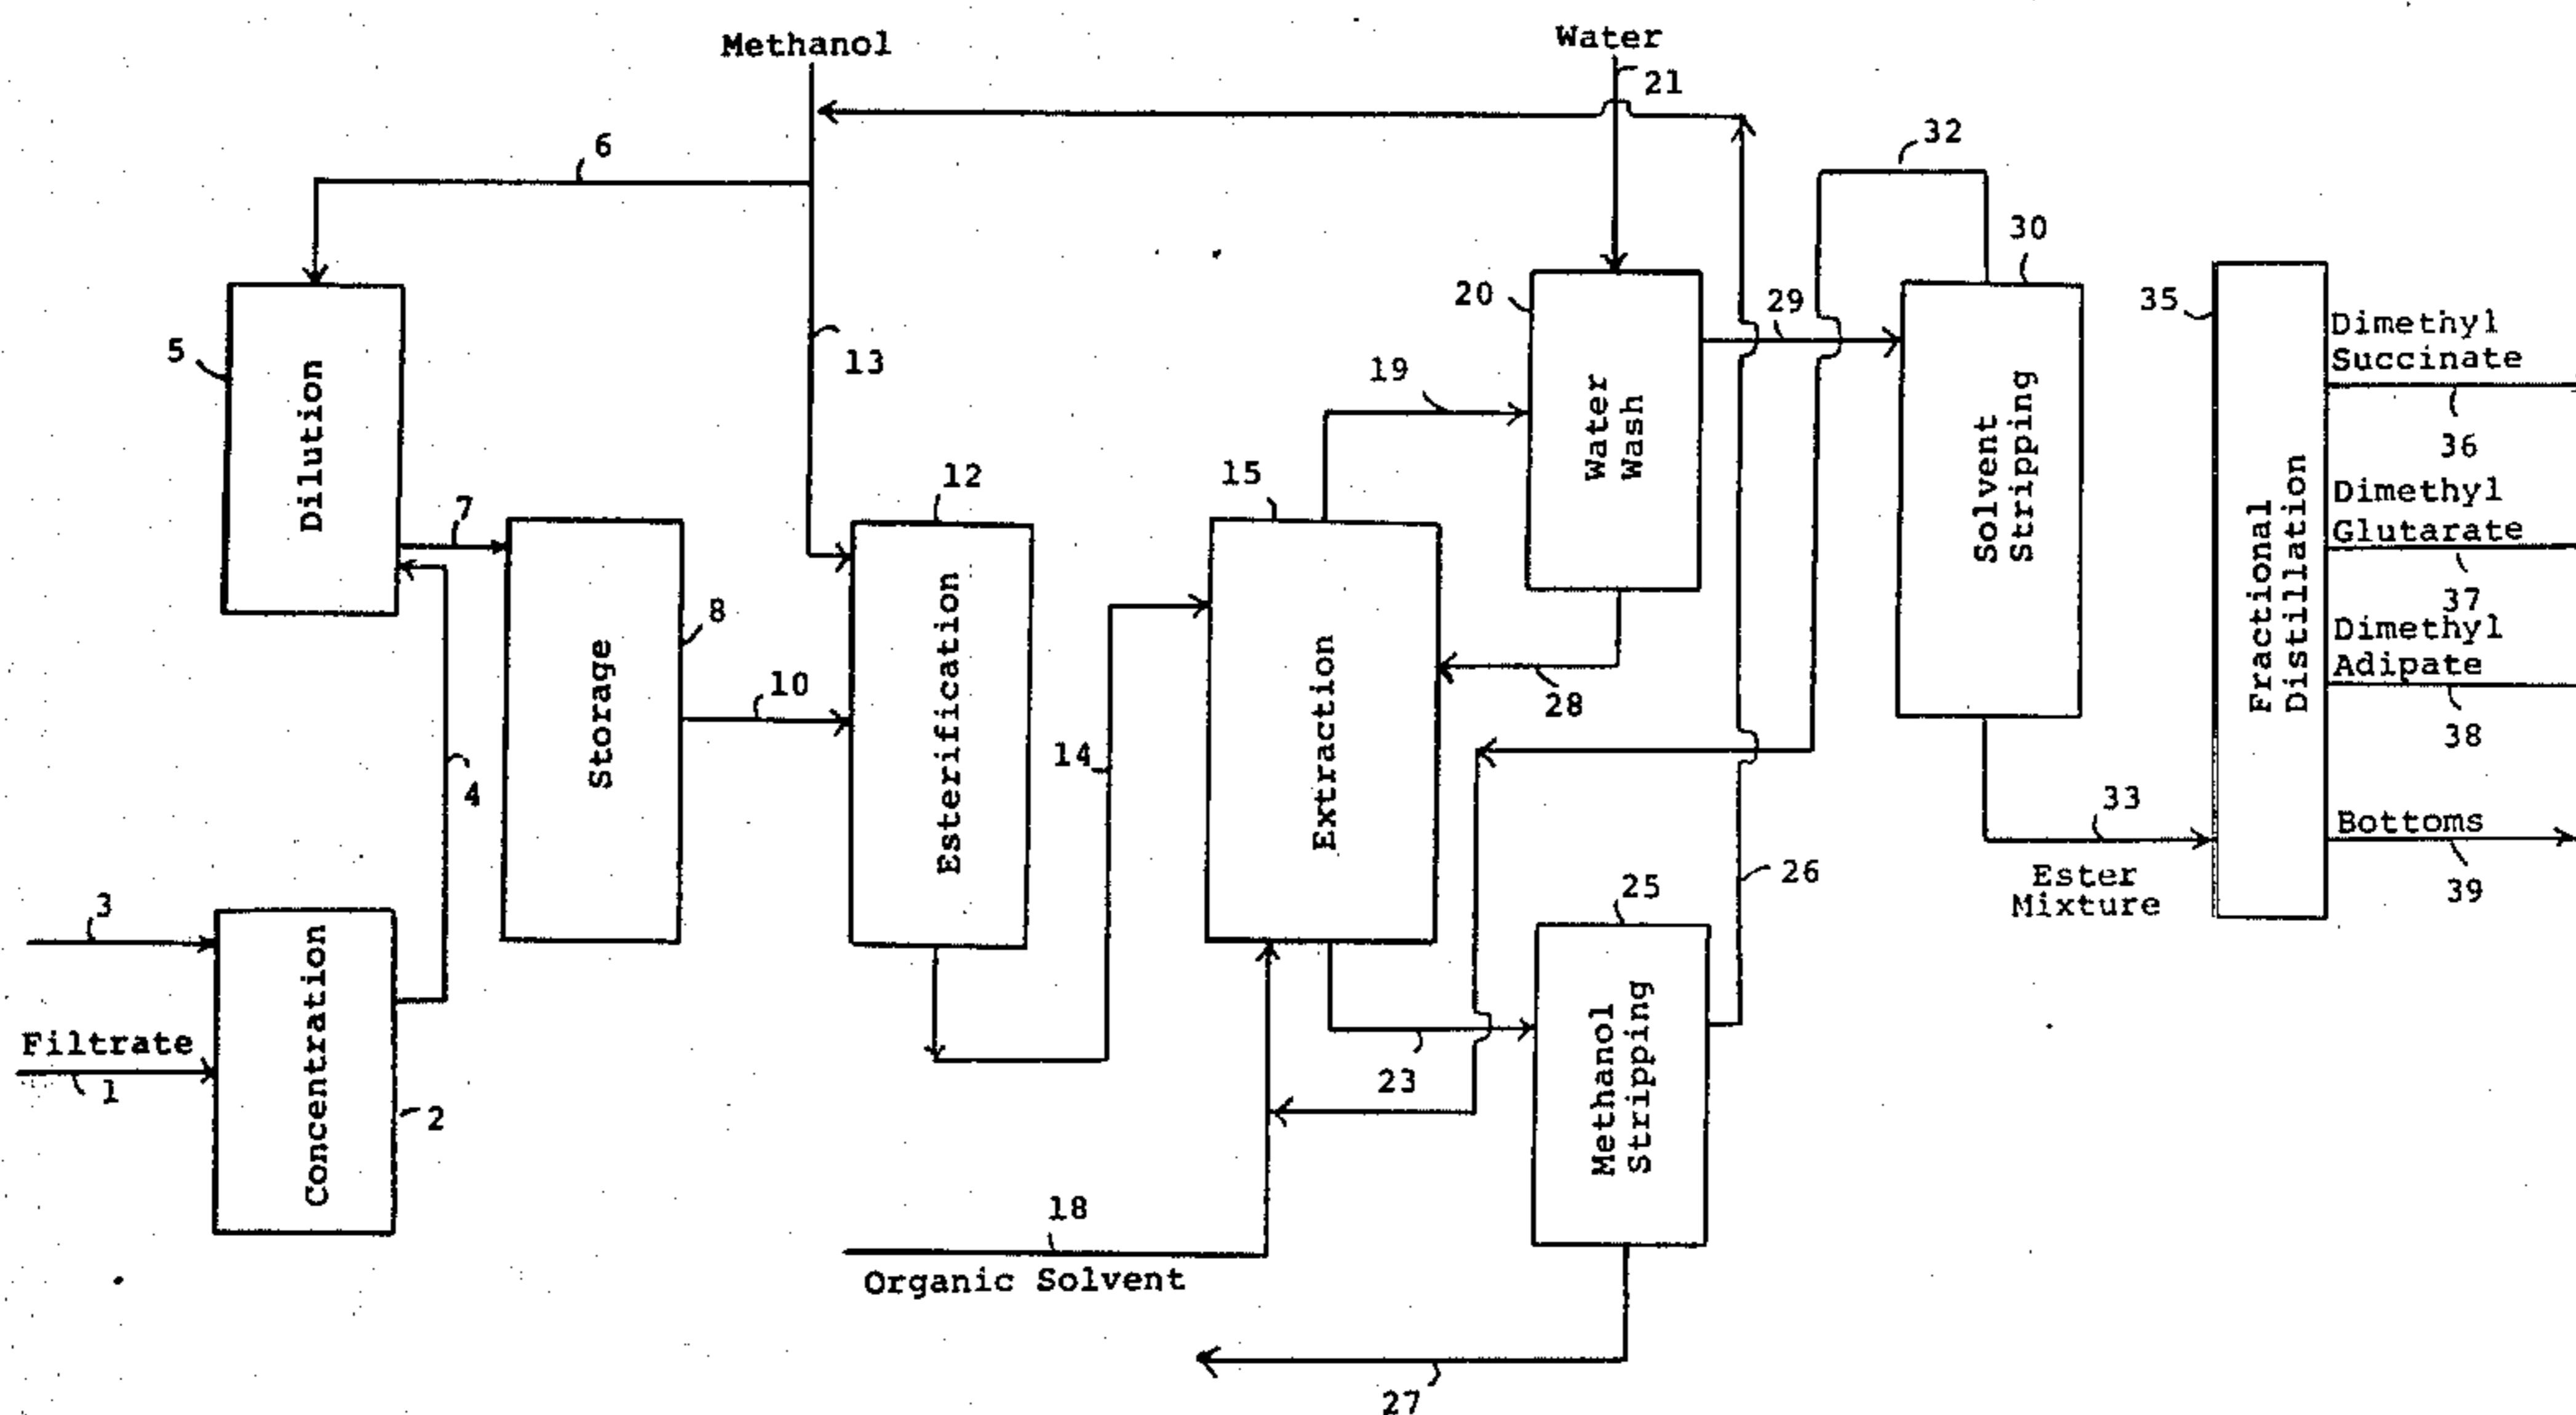 Methanol
Water
21
6
32
30
5
Dilution
13
20
29
35
Dimethyl
Succinate
36
19
Water
Wash
Solvent
Stripping
7
12
15
Dimethyl
Glutarate
37
Fractional
Distillation
8
Storage
10
Esterification
14
Extraction
28
Dimethyl
Adipate
38
4
33
Bottoms
39
Ester
Mixture
3
Concentration
Filtrate
1
2
23
25
26
Methanol
Stripping
18
Organic Solvent
27